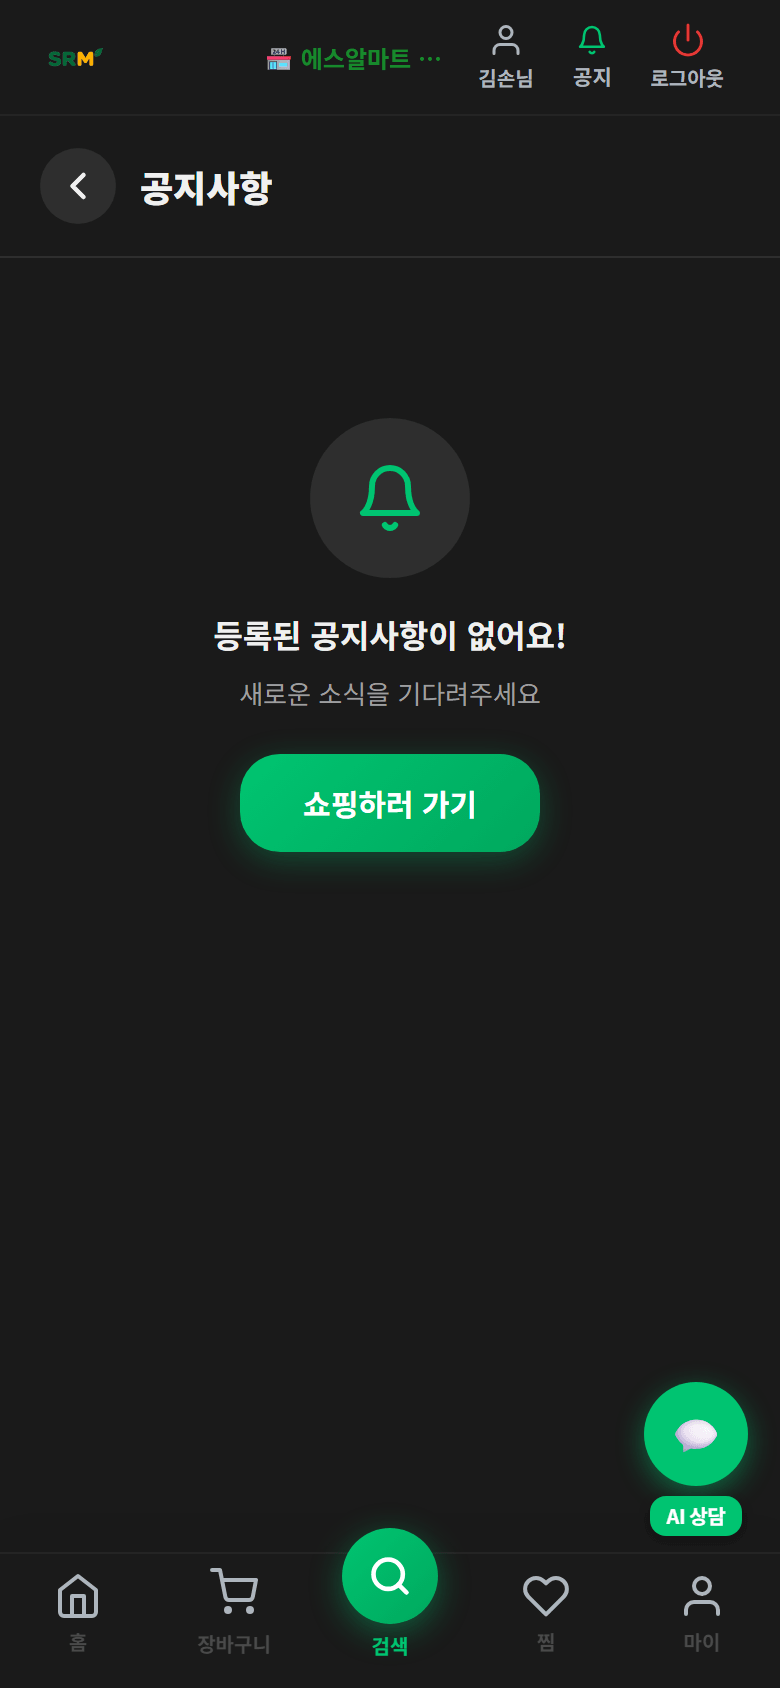 SRM
에스알마트 ···
김손님
공지
로그아웃
공지사항
등록된 공지사항이 없어요!
새로운 소식을 기다려주세요
쇼핑하러 가기
AI 상담
홈
장바구니
검색
찜
마이